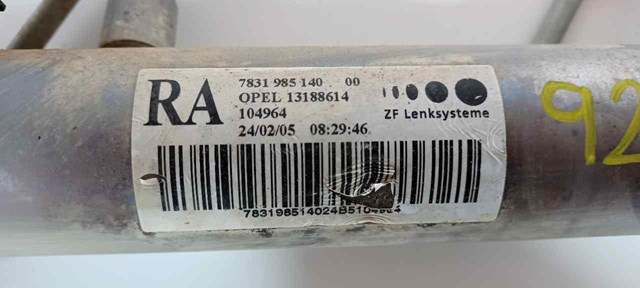 RA
7831 985 140 00
OPEL 13188614
104964
24/02/05 08:29:46
ZF Lenksysteme
92